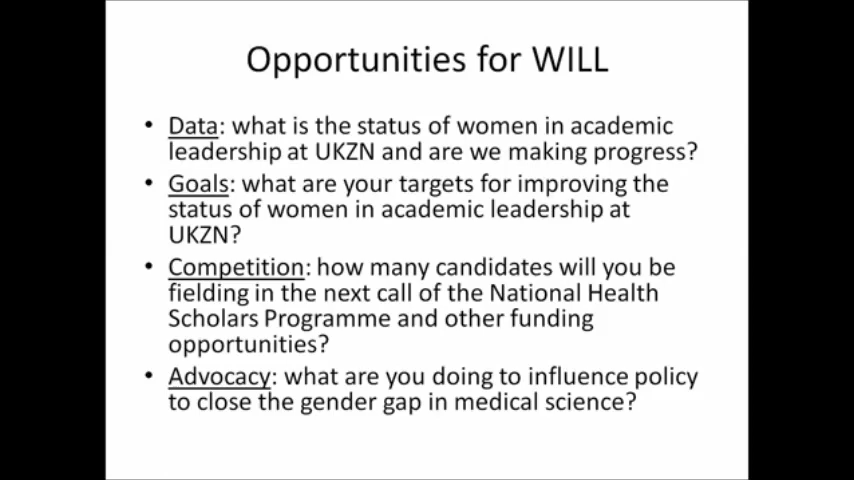 Opportunities for WILL
• Data: what is the status of women in academic
leadership at UKZN and are we making progress?
• Goals: what are your targets for improving the
status of women in academic leadership at
UKZN?
• Competition: how many candidates will you be
fielding in the next call of the National Health
Scholars Programme and other funding
opportunities?
• Advocacy: what are you doing to influence policy
to close the gender gap in medical science?